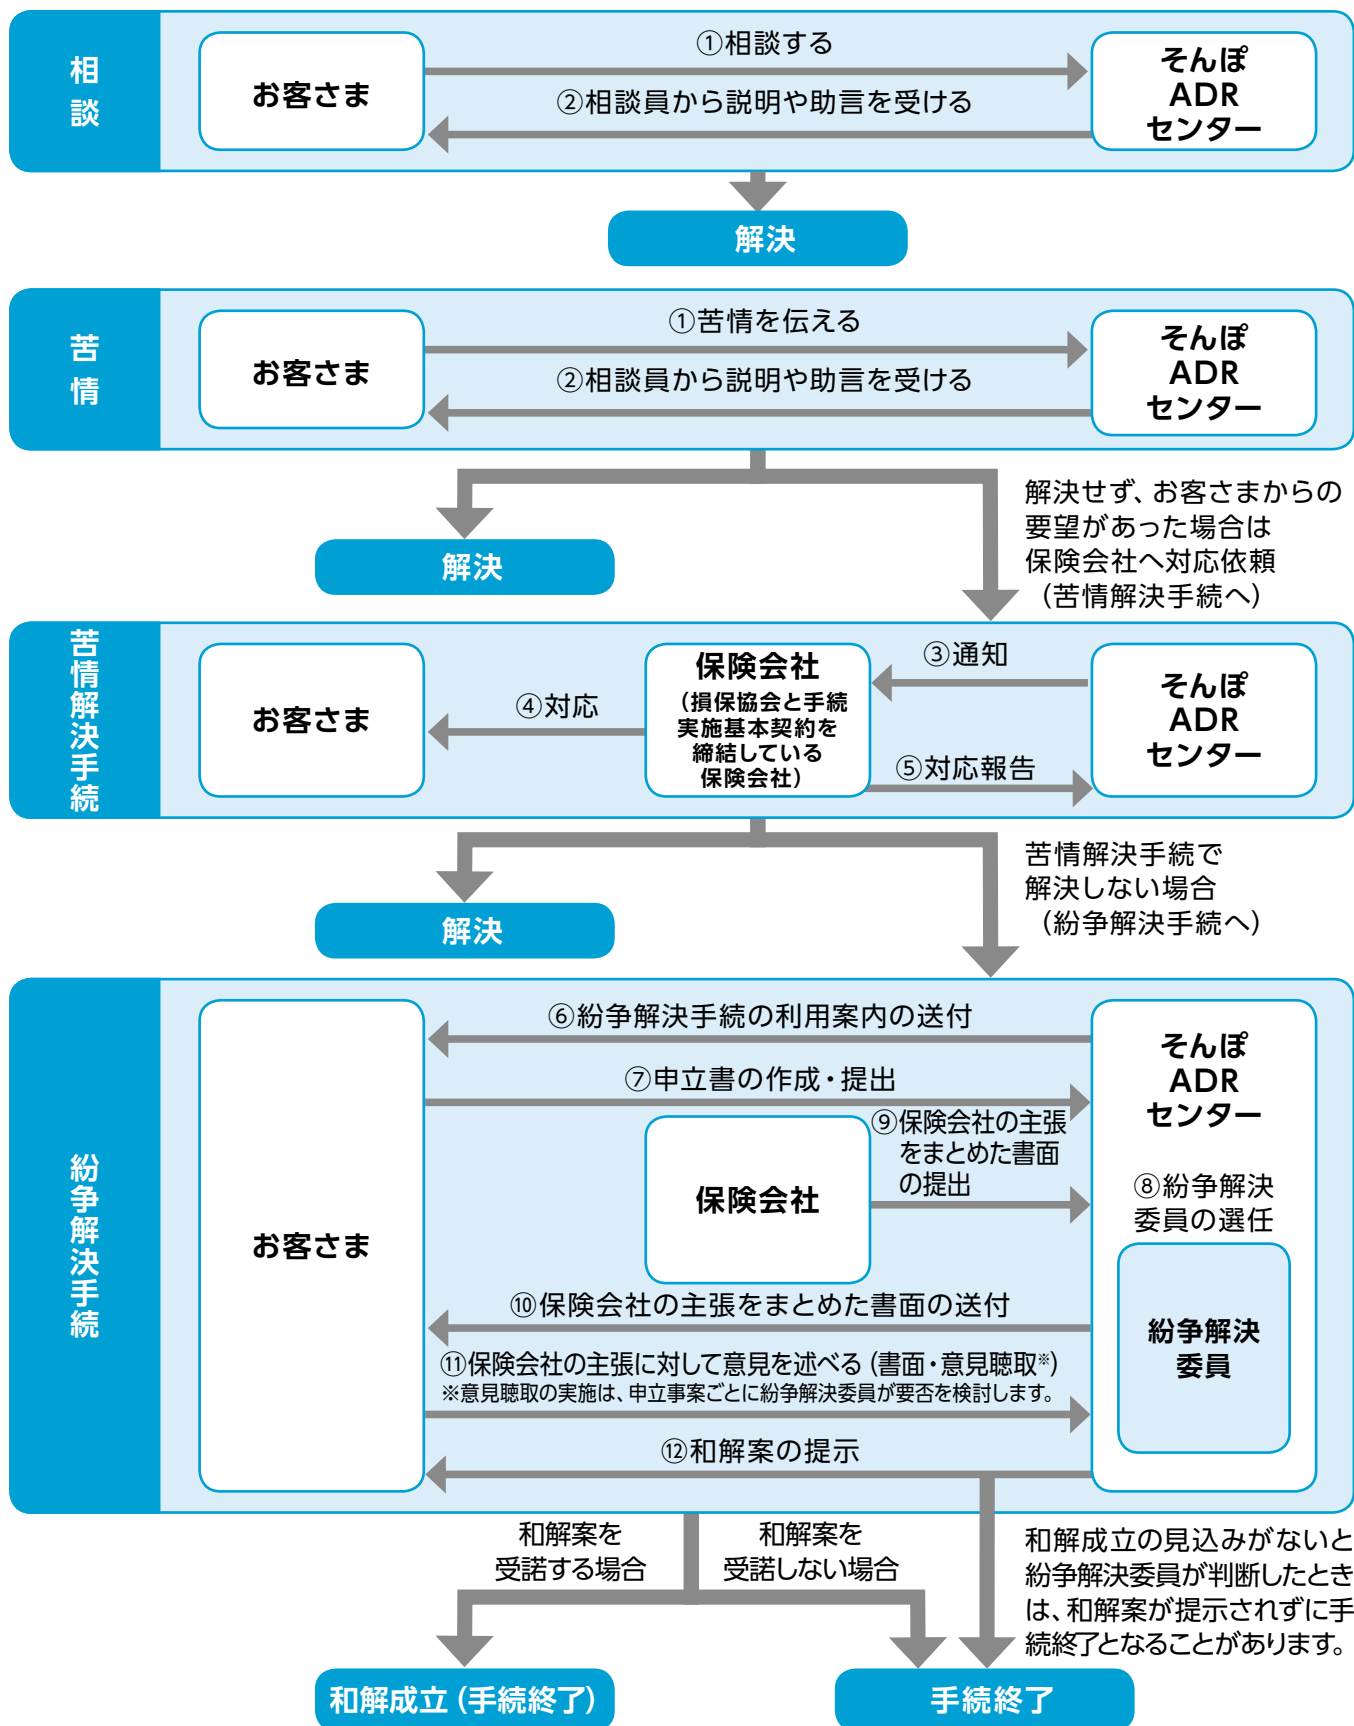 相談
お客さま
①相談する
②相談員から説明や助言を受ける
そんぽ
ADR
センター
解決
苦情
お客さま
①苦情を伝える
②相談員から説明や助言を受ける
そんぽ
ADR
センター
解決せず、お客さまからの
要望があった場合は
保険会社へ対応依頼
（苦情解決手続へ）
解決
苦情解決手続
お客さま
④対応
保険会社
（損保協会と手続
実施基本契約を
締結している
保険会社）
③通知
⑤対応報告
そんぽ
ADR
センター
苦情解決手続で
解決しない場合
（紛争解決手続へ）
解決
紛争解決手続
お客さま
⑥紛争解決手続の利用案内の送付
⑦申立書の作成・提出
そんぽ
ADR
センター
保険会社
⑨保険会社の主張
をまとめた書面
の提出
⑧紛争解決
委員の選任
紛争解決
委員
⑩保険会社の主張をまとめた書面の送付
⑪保険会社の主張に対して意見を述べる（書面・意見聴取※）
※意見聴取の実施は、申立事案ごとに紛争解決委員が要否を検討します。
⑫和解案の提示
和解案を
受諾する場合
和解案を
受諾しない場合
和解成立の見込みがないと
紛争解決委員が判断したとき
は、和解案が提示されずに手
続終了となることがあります。
和解成立（手続終了）
手続終了